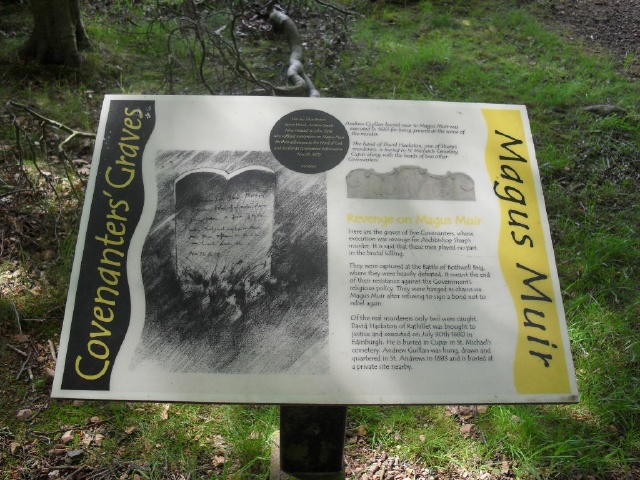 Covenanters' Graves
Andrew Guillan buried near to Magus Muir was
executed in 1683 for being present at the scene of
the murder.
The hand of David Hackston, one of Sharp's
murderers, is buried in St. Michael's Cemetery,
Cupar along with the heads of two other
covenanters.
Revenge on Magus Muir
Here are the graves of five Covenanters, whose
execution was revenge for Archbishop Sharp's
murder. It is said that these men played no part
in the brutal killing.
They were captured at the Battle of Bothwell Brig,
where they were heavily defeated. It meant the end
of their resistance against the Government's
religious policy. They were hanged in chains on
Magus Muir after refusing to sign a bond not to
rebel again.
Of the real murderers only two were caught.
David Hackston of Rathillet was brought to
justice and executed on July 30th 1680 in
Edinburgh. He is buried in Cupar in St. Michael's
cemetery. Andrew Guillan was hung, drawn and
quartered in St. Andrews in 1683 and is buried at
a private site nearby.
Magus Muir